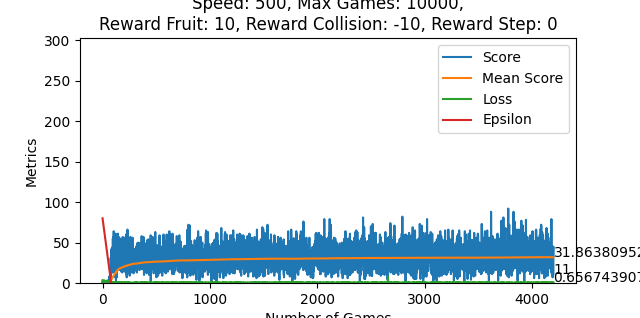 Speed: 500, Max Games: 10000,
Reward Fruit: 10, Reward Collision: -10, Reward Step: 0
300
250
200
150
100
50
0
Metrics
Score
Mean Score
Loss
Epsilon
31.86380952
11
0.656743907
0
1000
2000
3000
4000
Number of Games